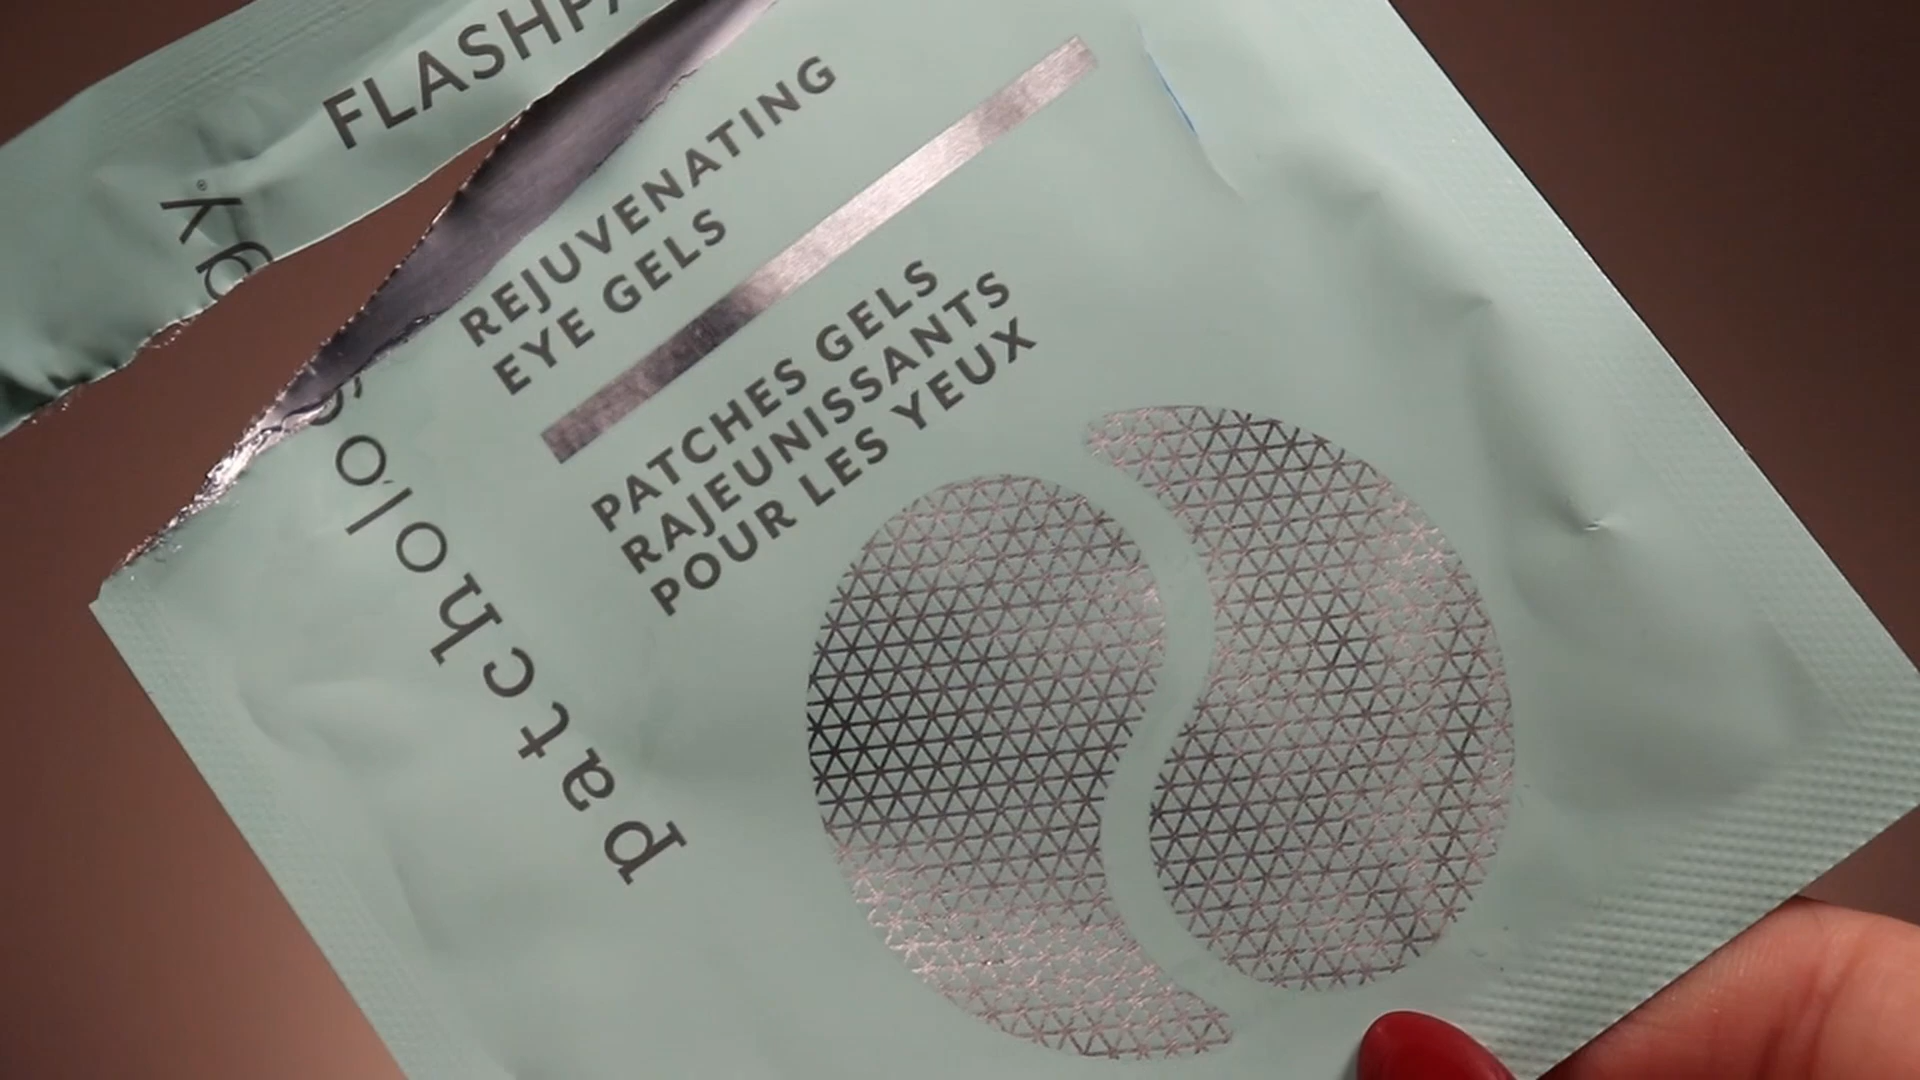 FLASHPA
REJUVENATING
EYE GELS
PATCHES GELS
RAJEUNISSANTS
POUR LES YEUX
patchology®